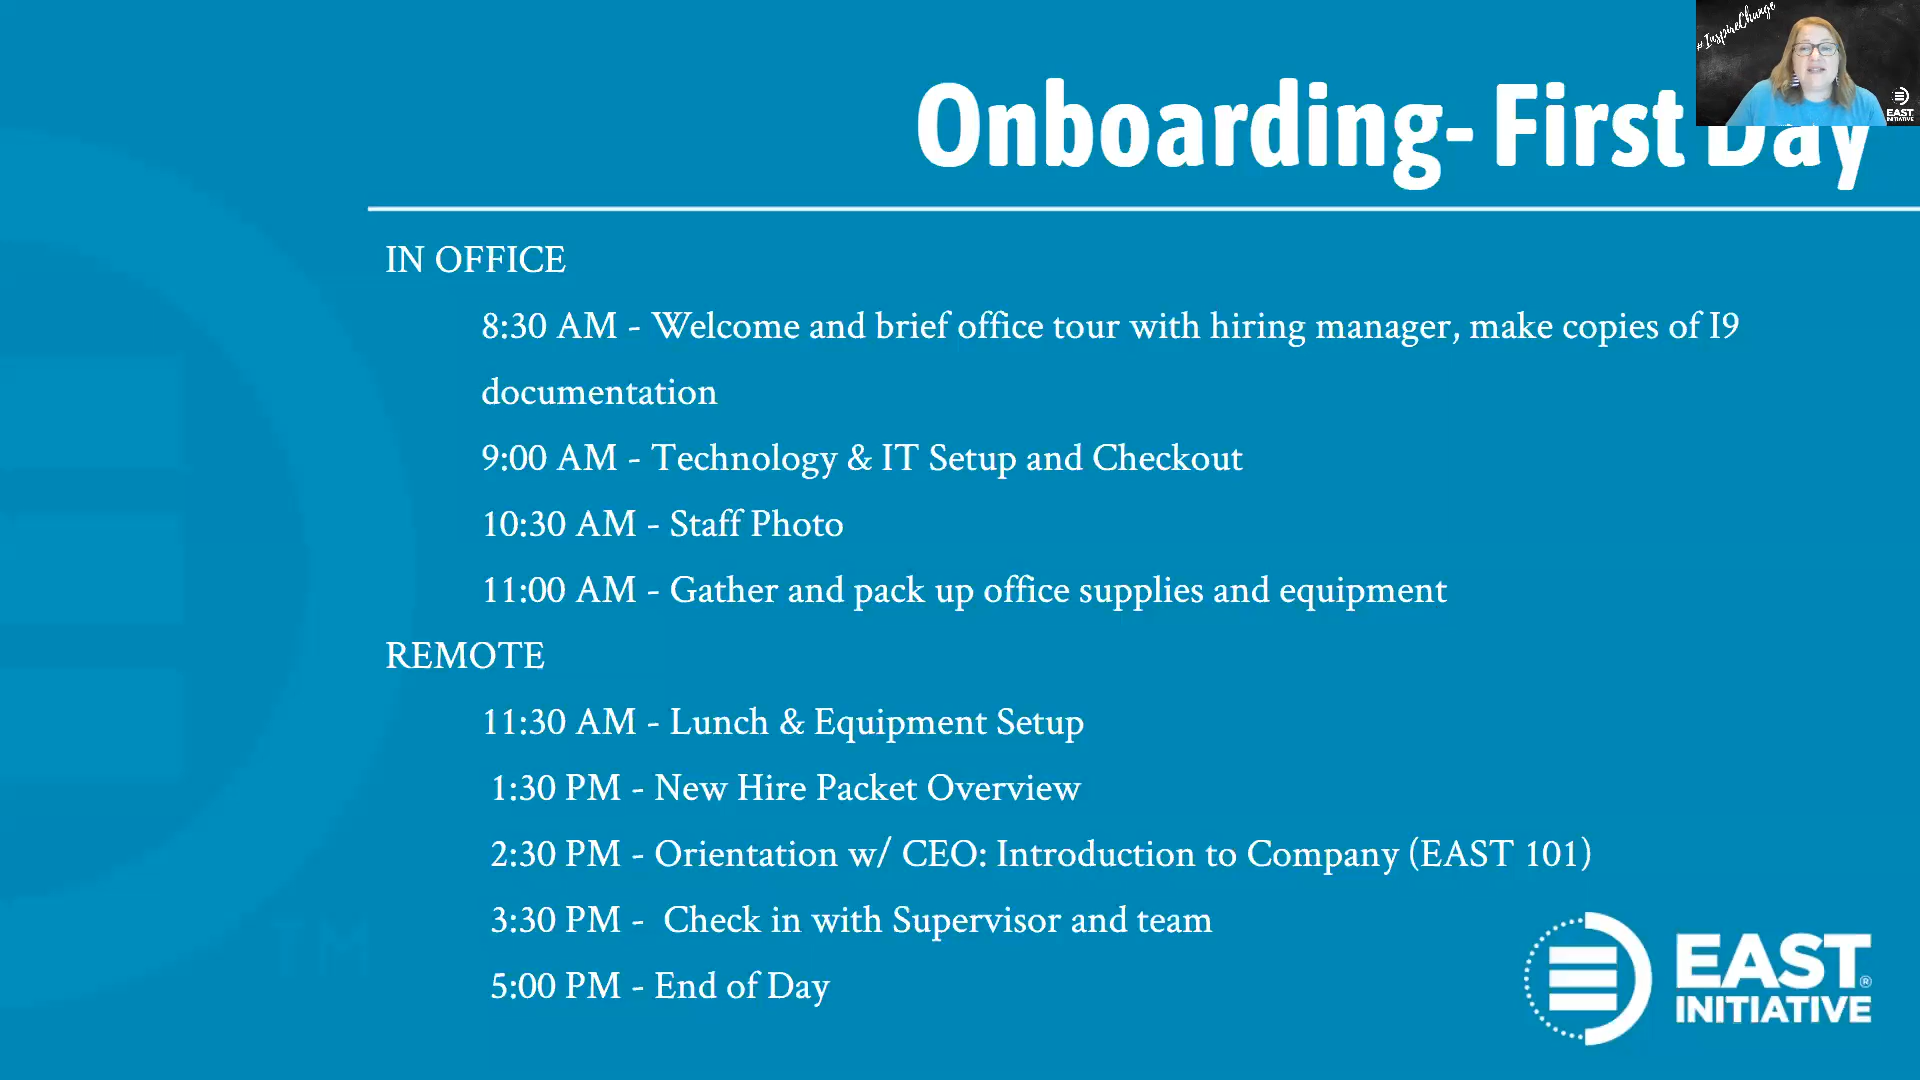 #InspireChange
EAST
INITIATIVE
Onboarding- First Day
IN OFFICE
8:30 AM - Welcome and brief office tour with hiring manager, make copies of I9
documentation
9:00 AM - Technology & IT Setup and Checkout
10:30 AM - Staff Photo
11:00 AM - Gather and pack up office supplies and equipment
REMOTE
11:30 AM - Lunch & Equipment Setup
1:30 PM - New Hire Packet Overview
2:30 PM - Orientation w/ CEO: Introduction to Company (EAST 101)
3:30 PM -  Check in with Supervisor and team
5:00 PM - End of Day
TM
EAST®
INITIATIVE